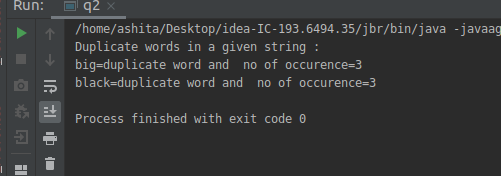 Run: q2
/home/ashita/Desktop/idea-IC-193.6494.35/jbr/bin/java -javaag
Duplicate words in a given string :
big=duplicate word and  no of occurence=3
black=duplicate word and  no of occurence=3
Process finished with exit code 0